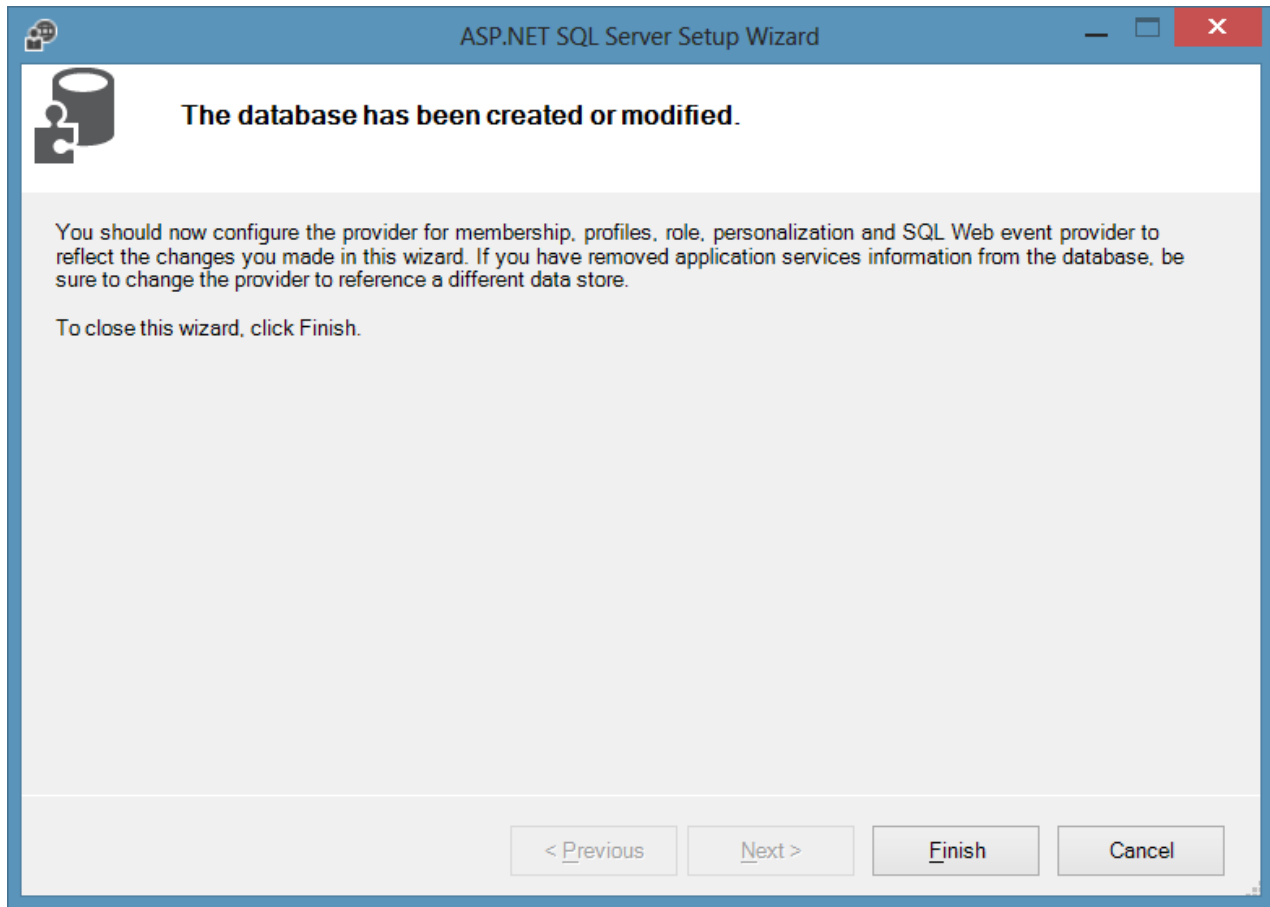 ASP.NET SQL Server Setup Wizard
The database has been created or modified.
You should now configure the provider for membership, profiles, role, personalization and SQL Web event provider to
reflect the changes you made in this wizard. If you have removed application services information from the database, be
sure to change the provider to reference a different data store.
To close this wizard, click Finish.
< Previous Next > Finish Cancel